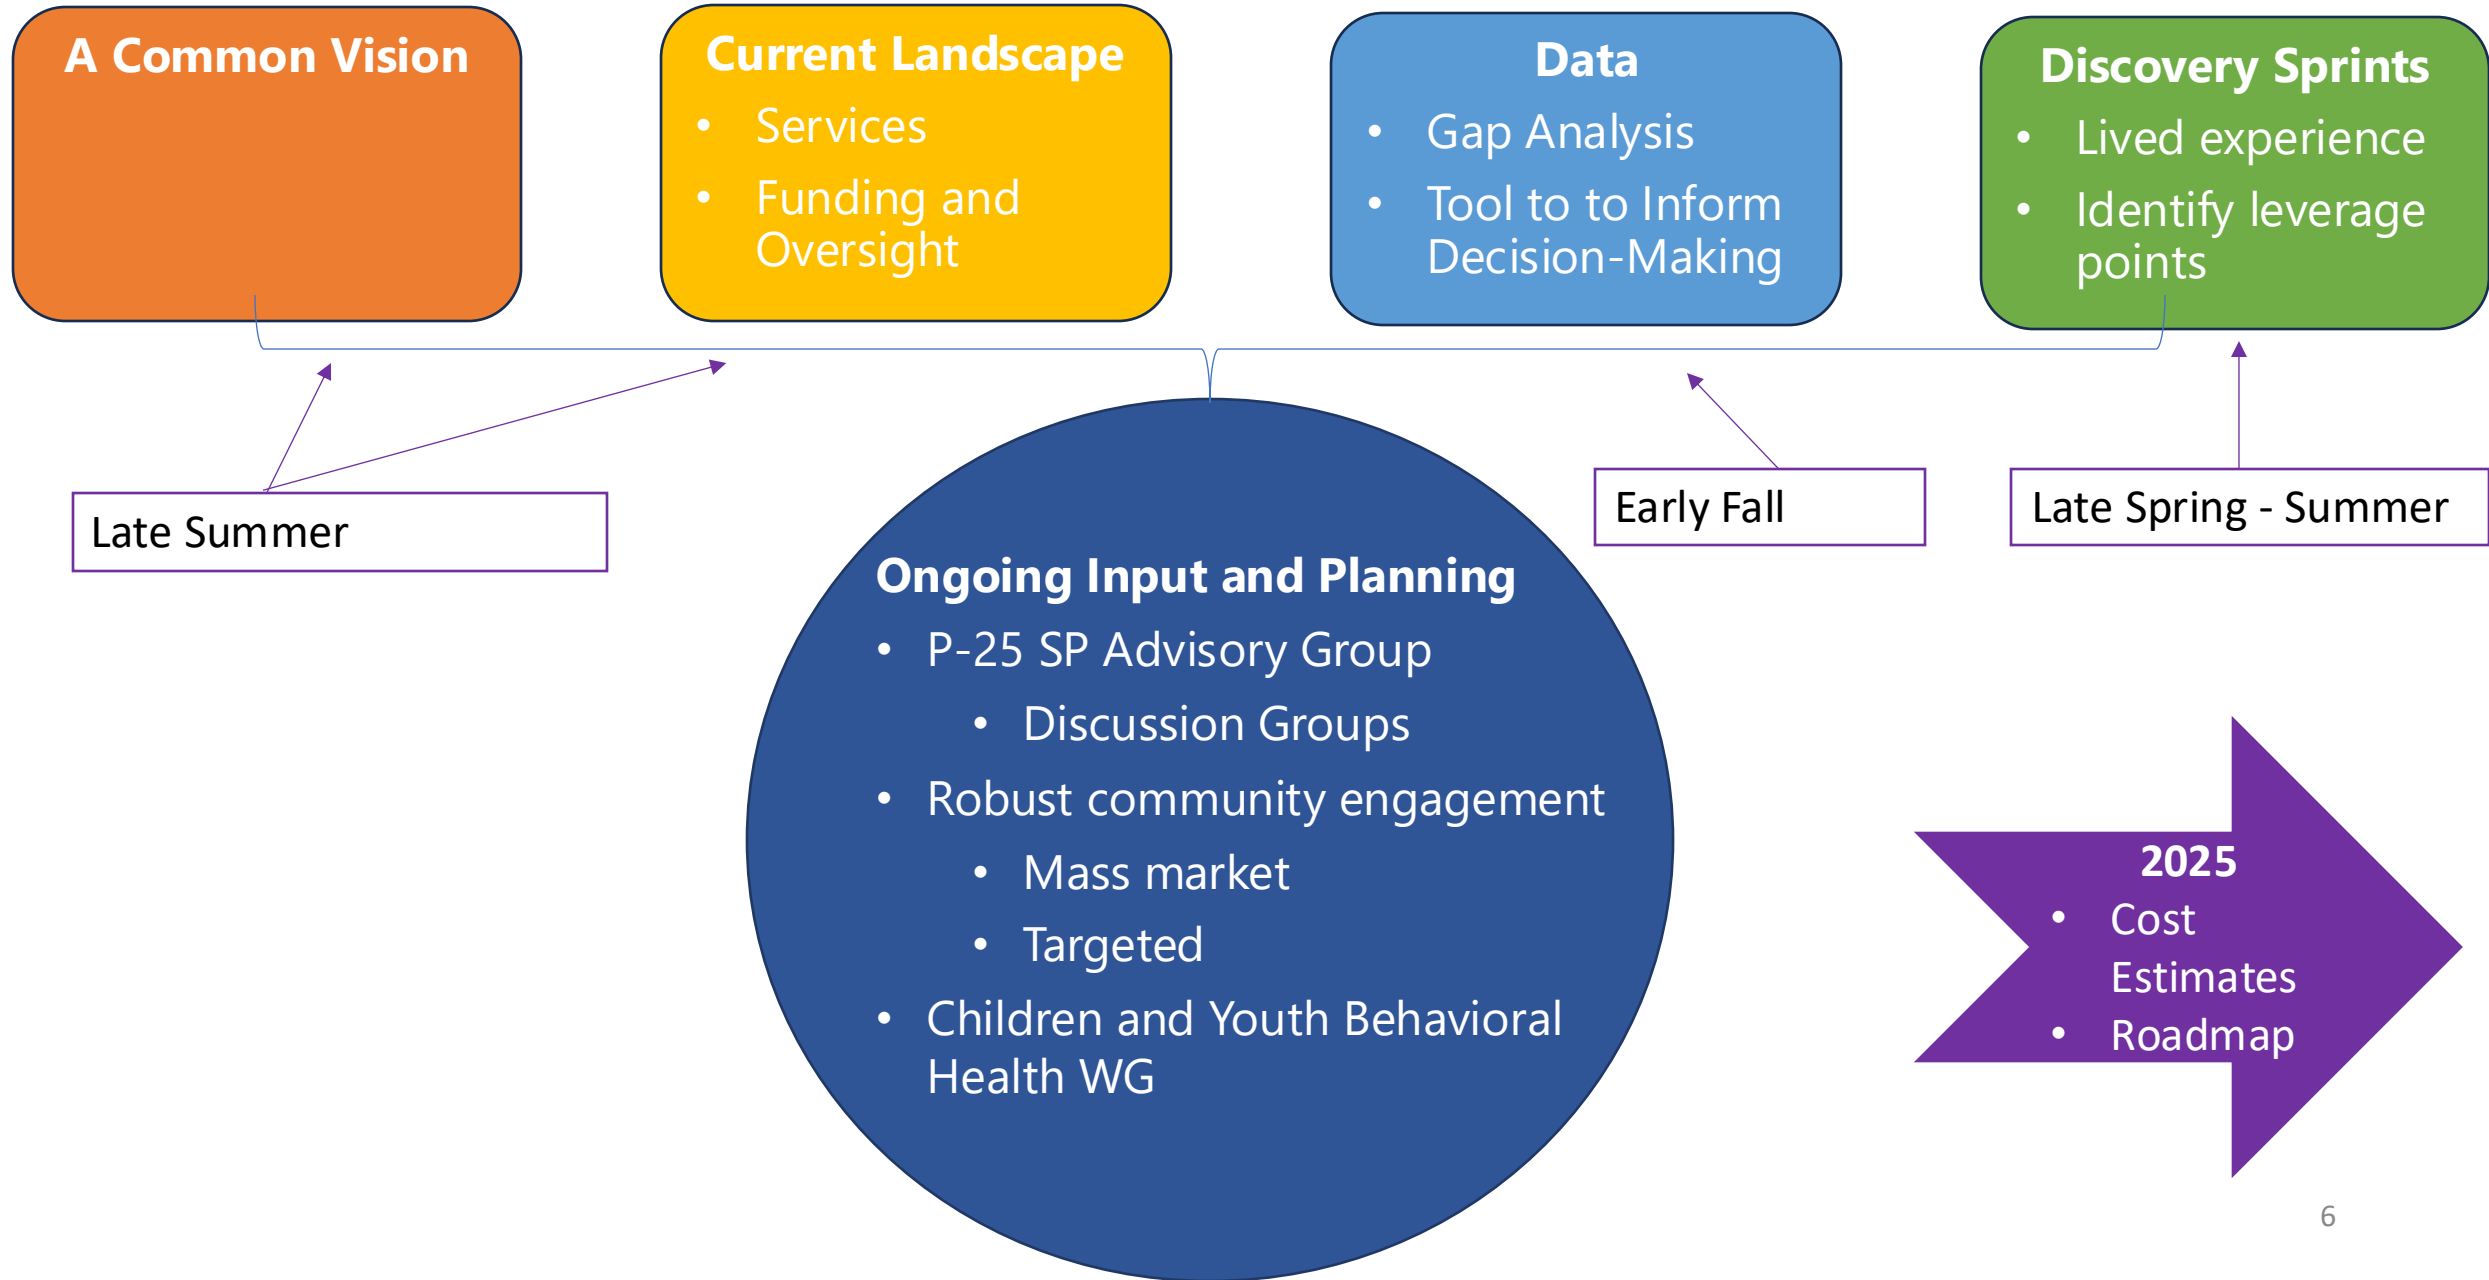 A Common Vision
Current Landscape
• Services
• Funding and
Oversight
Data
• Gap Analysis
• Tool to to Inform
Decision-Making
Discovery Sprints
• Lived experience
• Identify leverage
points
Late Summer
Early Fall
Late Spring - Summer
Ongoing Input and Planning
• P-25 SP Advisory Group
• Discussion Groups
• Robust community engagement
• Mass market
• Targeted
• Children and Youth Behavioral
Health WG
2025
• Cost
Estimates
• Roadmap
6